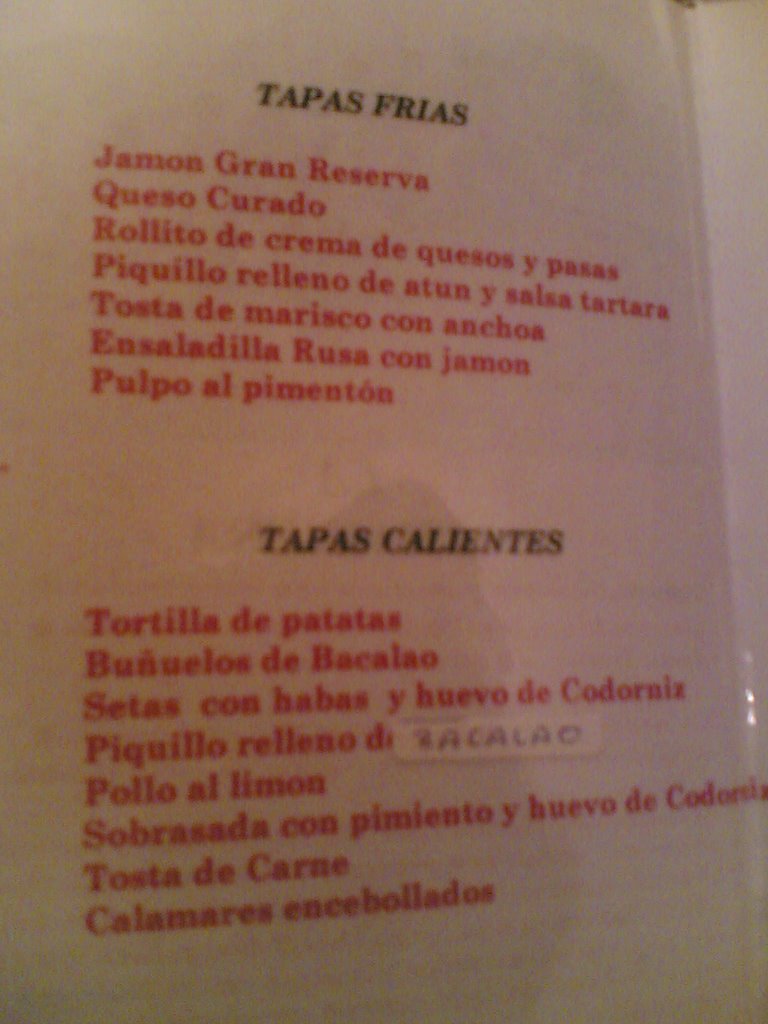 TAPAS FRIAS
Jamon Gran Reserva
Queso Curado
Rollito de crema de quesos y pasas
Piquillo relleno de atun y salsa tartara
Tosta de marisco con anchoa
Ensaladilla Rusa con jamon
Pulpo al pimentón
TAPAS CALIENTES
Tortilla de patatas
Buñuelos de Bacalao
Setas con habas y huevo de Codorniz
Piquillo relleno de BACALAO
Pollo al limon
Sobrasada con pimiento y huevo de Codorniz
Tosta de Carne
Calamares encebollados